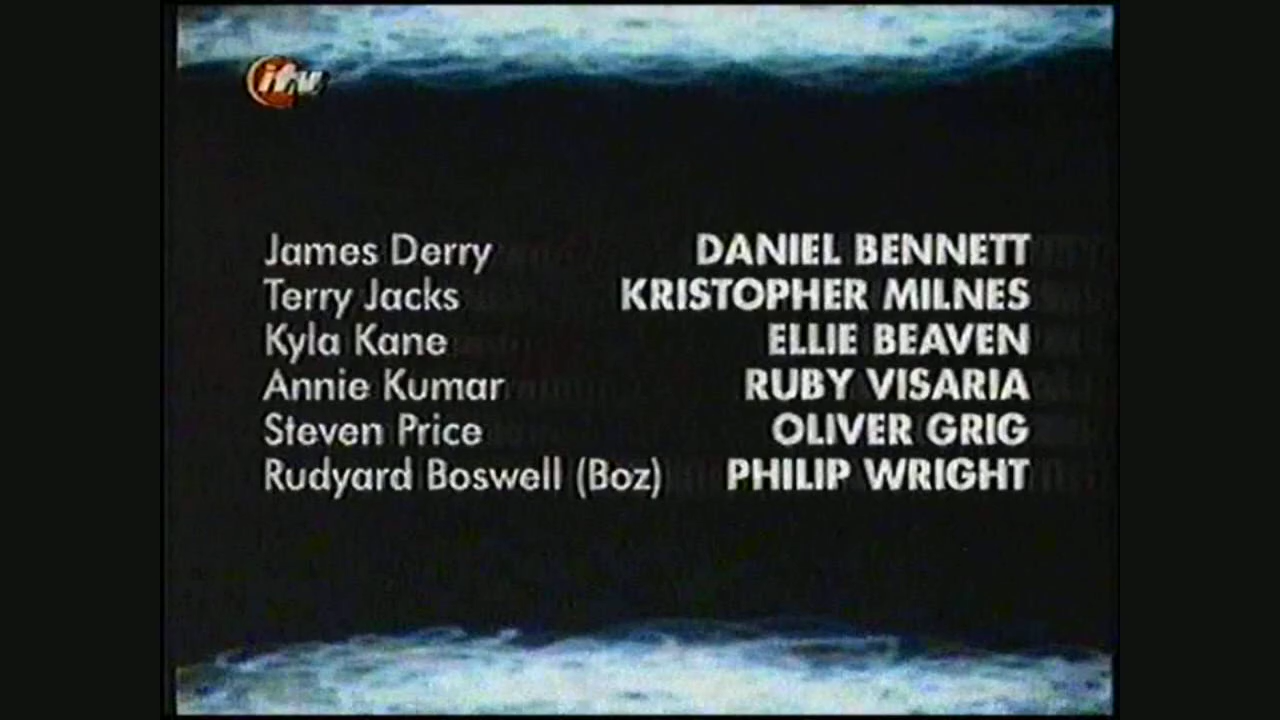 itv
James Derry DANIEL BENNETT
Terry Jacks KRISTOPHER MILNES
Kyla Kane ELLIE BEAVEN
Annie Kumar RUBY VISARIA
Steven Price OLIVER GRIG
Rudyard Boswell (Boz) PHILIP WRIGHT